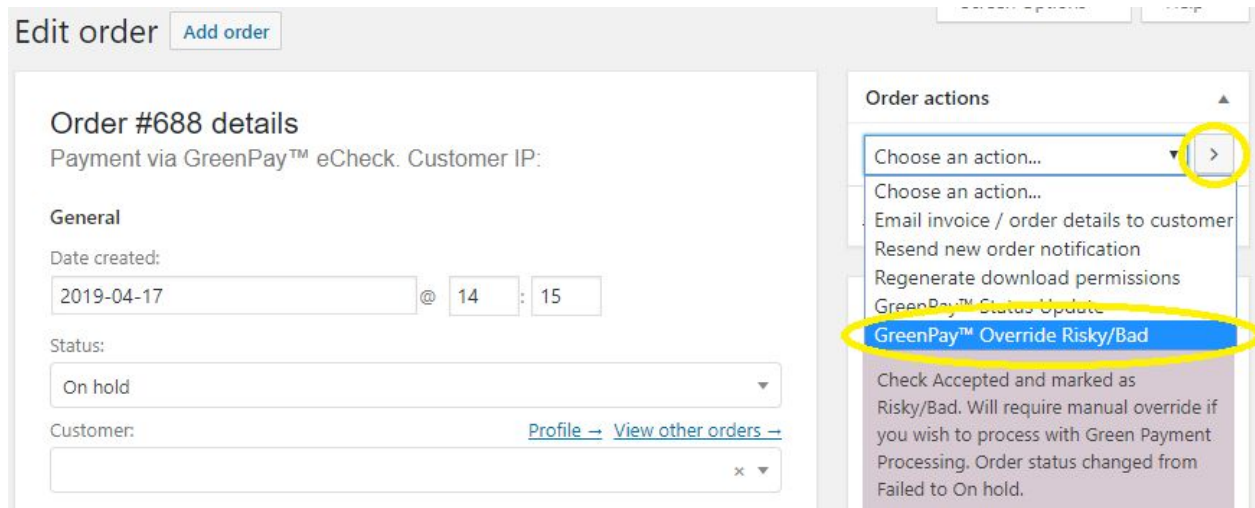 Edit order
Add order
Order #688 details
Payment via GreenPay™ eCheck. Customer IP:
General
Date created:
2019-04-17 @ 14 : 15
Status:
On hold
Customer:
Profile → View other orders →
× ▼
Order actions ▲
Choose an action... ▼ >
Choose an action...
Email invoice / order details to customer
Resend new order notification
Regenerate download permissions
GreenPay™ Status Update
GreenPay™ Override Risky/Bad
Check Accepted and marked as
Risky/Bad. Will require manual override if
you wish to process with Green Payment
Processing. Order status changed from
Failed to On hold.